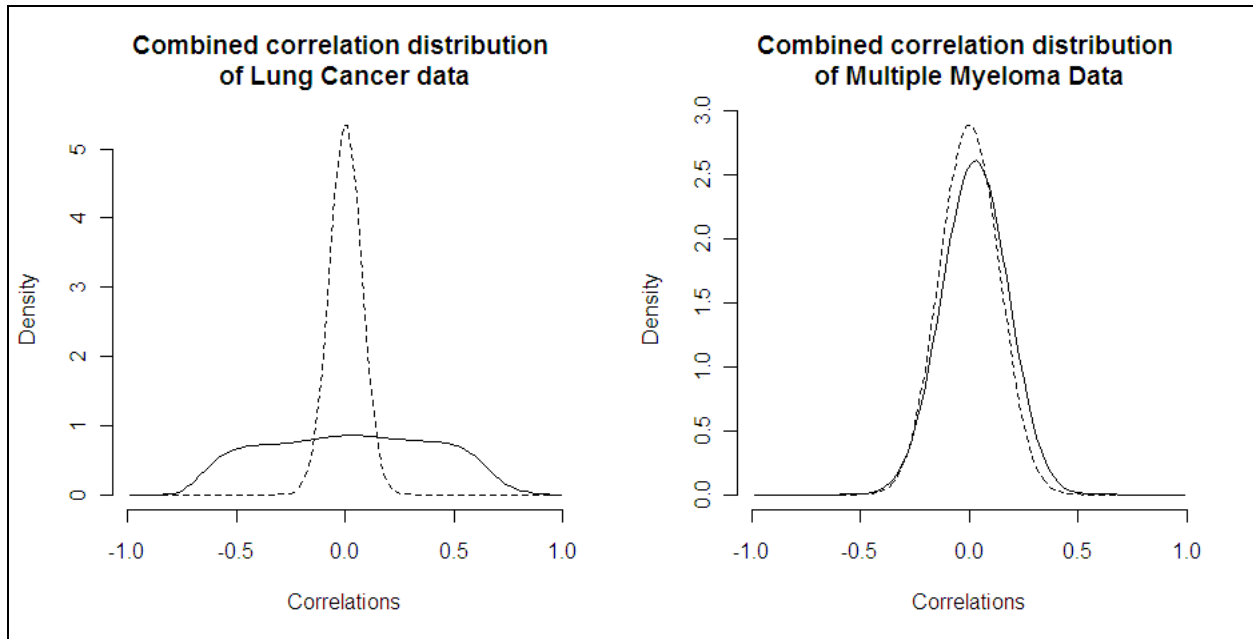 Combined correlation distribution
of Lung Cancer data
Density
5
4
3
2
1
0
-1.0 -0.5 0.0 0.5 1.0
Correlations
Combined correlation distribution
of Multiple Myeloma Data
Density
3.0
2.5
2.0
1.5
1.0
0.5
0.0
-1.0 -0.5 0.0 0.5 1.0
Correlations